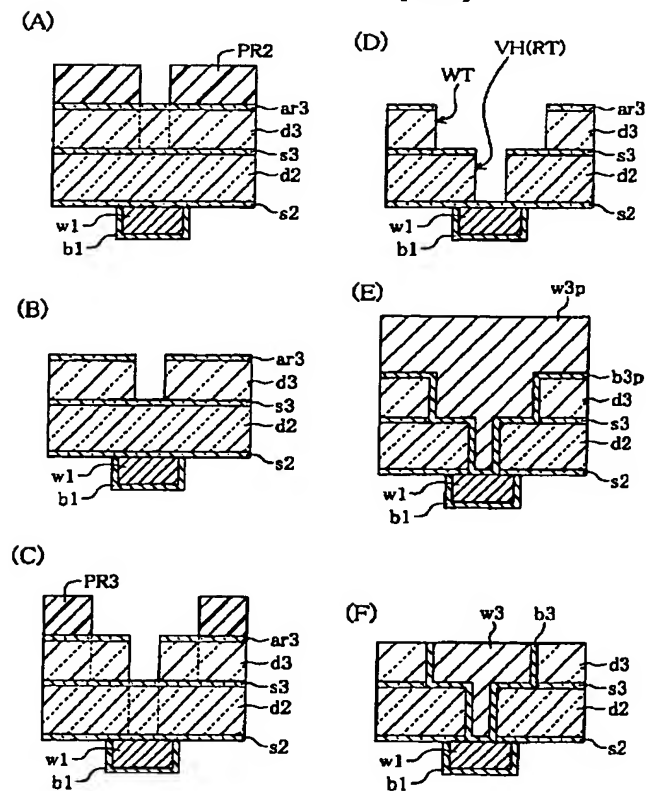 (A)
PR2
ar3
d3
s3
d2
s2
w1
b1
(B)
ar3
d3
s3
d2
s2
w1
b1
(C)
PR3
ar3
d3
s3
d2
s2
w1
b1
(D)
WT
VH(RT)
ar3
d3
s3
d2
s2
w1
b1
(E)
w3p
b3p
d3
s3
d2
s2
w1
b1
(F)
w3
b3
d3
s3
d2
s2
w1
b1